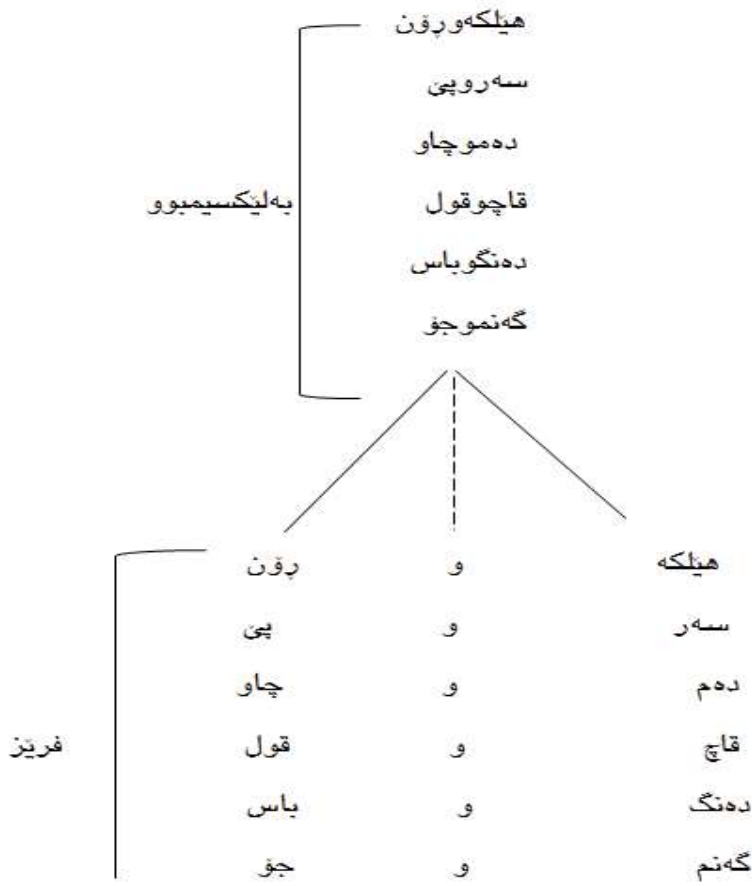 هێلکەوڕۆن
سەروپێ
دەموچاو
قاچوقول
بەلێکسیمبوو
دەنگوباس
گەنموجۆ
هێلکە و ڕۆن
سەر و پێ
دەم و چاو
قاچ و قول
فرێز
دەنگ و باس
گەنم و جۆ